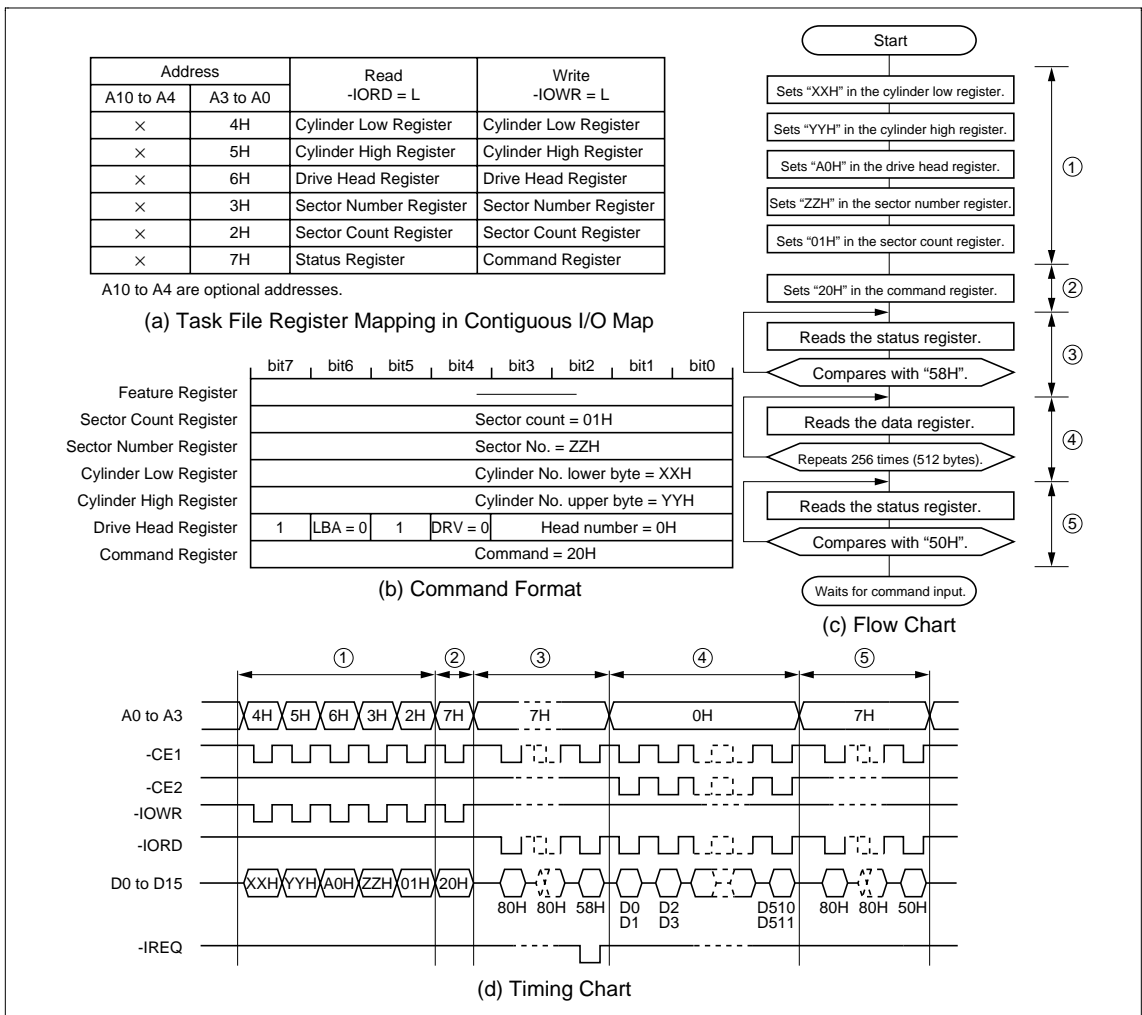 Address Read -IORD = L Write -IOWR = L
A10 to A4 A3 to A0
× 4H Cylinder Low Register Cylinder Low Register
× 5H Cylinder High Register Cylinder High Register
× 6H Drive Head Register Drive Head Register
× 3H Sector Number Register Sector Number Register
× 2H Sector Count Register Sector Count Register
× 7H Status Register Command Register
A10 to A4 are optional addresses.
(a) Task File Register Mapping in Contiguous I/O Map
bit7 bit6 bit5 bit4 bit3 bit2 bit1 bit0
Feature Register
Sector Count Register Sector count = 01H
Sector Number Register Sector No. = ZZH
Cylinder Low Register Cylinder No. lower byte = XXH
Cylinder High Register Cylinder No. upper byte = YYH
Drive Head Register 1 LBA = 0 1 DRV = 0 Head number = 0H
Command Register Command = 20H
(b) Command Format
Start
Sets “XXH” in the cylinder low register.
Sets “YYH” in the cylinder high register.
Sets “A0H” in the drive head register.
①
Sets “ZZH” in the sector number register.
Sets “01H” in the sector count register.
Sets “20H” in the command register.
②
Reads the status register.
③
Compares with “58H”.
Reads the data register.
④
Repeats 256 times (512 bytes).
Reads the status register.
⑤
Compares with “50H”.
Waits for command input.
(c) Flow Chart
① ② ③ ④ ⑤
A0 to A3 4H 5H 6H 3H 2H 7H 7H 0H 7H
-CE1
-CE2
-IOWR
-IORD
D0 to D15 XXH YYH A0H ZZH 01H 20H
80H 80H 58H D0 D2 D510 80H 80H 50H
D1 D3 D511
-IREQ
(d) Timing Chart